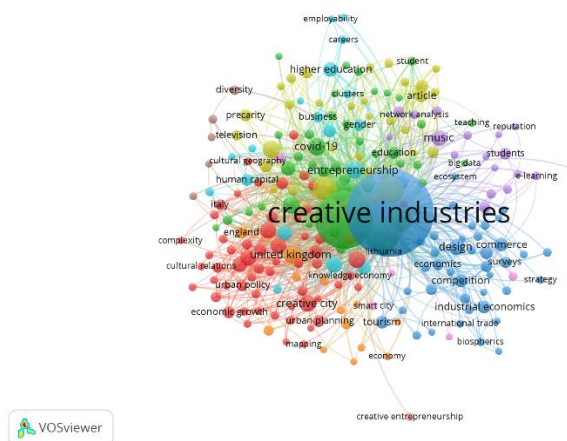 employability
careers
higher education
student
diversity
clusters
article
precarity
business
network analysis
television
gender
teaching
reputation
covid-19
music
cultural geography
education
students
human capital
entrepreneurship
big data
ecosystem
e-learning
italy
creative industries
england
complexity
united kingdom
lithuania
design
commerce
cultural relations
economics
surveys
knowledge economy
urban policy
competition
strategy
creative city
smart city
economic growth
industrial economics
urban planning
tourism
international trade
mapping
economy
biospherics
creative entrepreneurship
VOSviewer